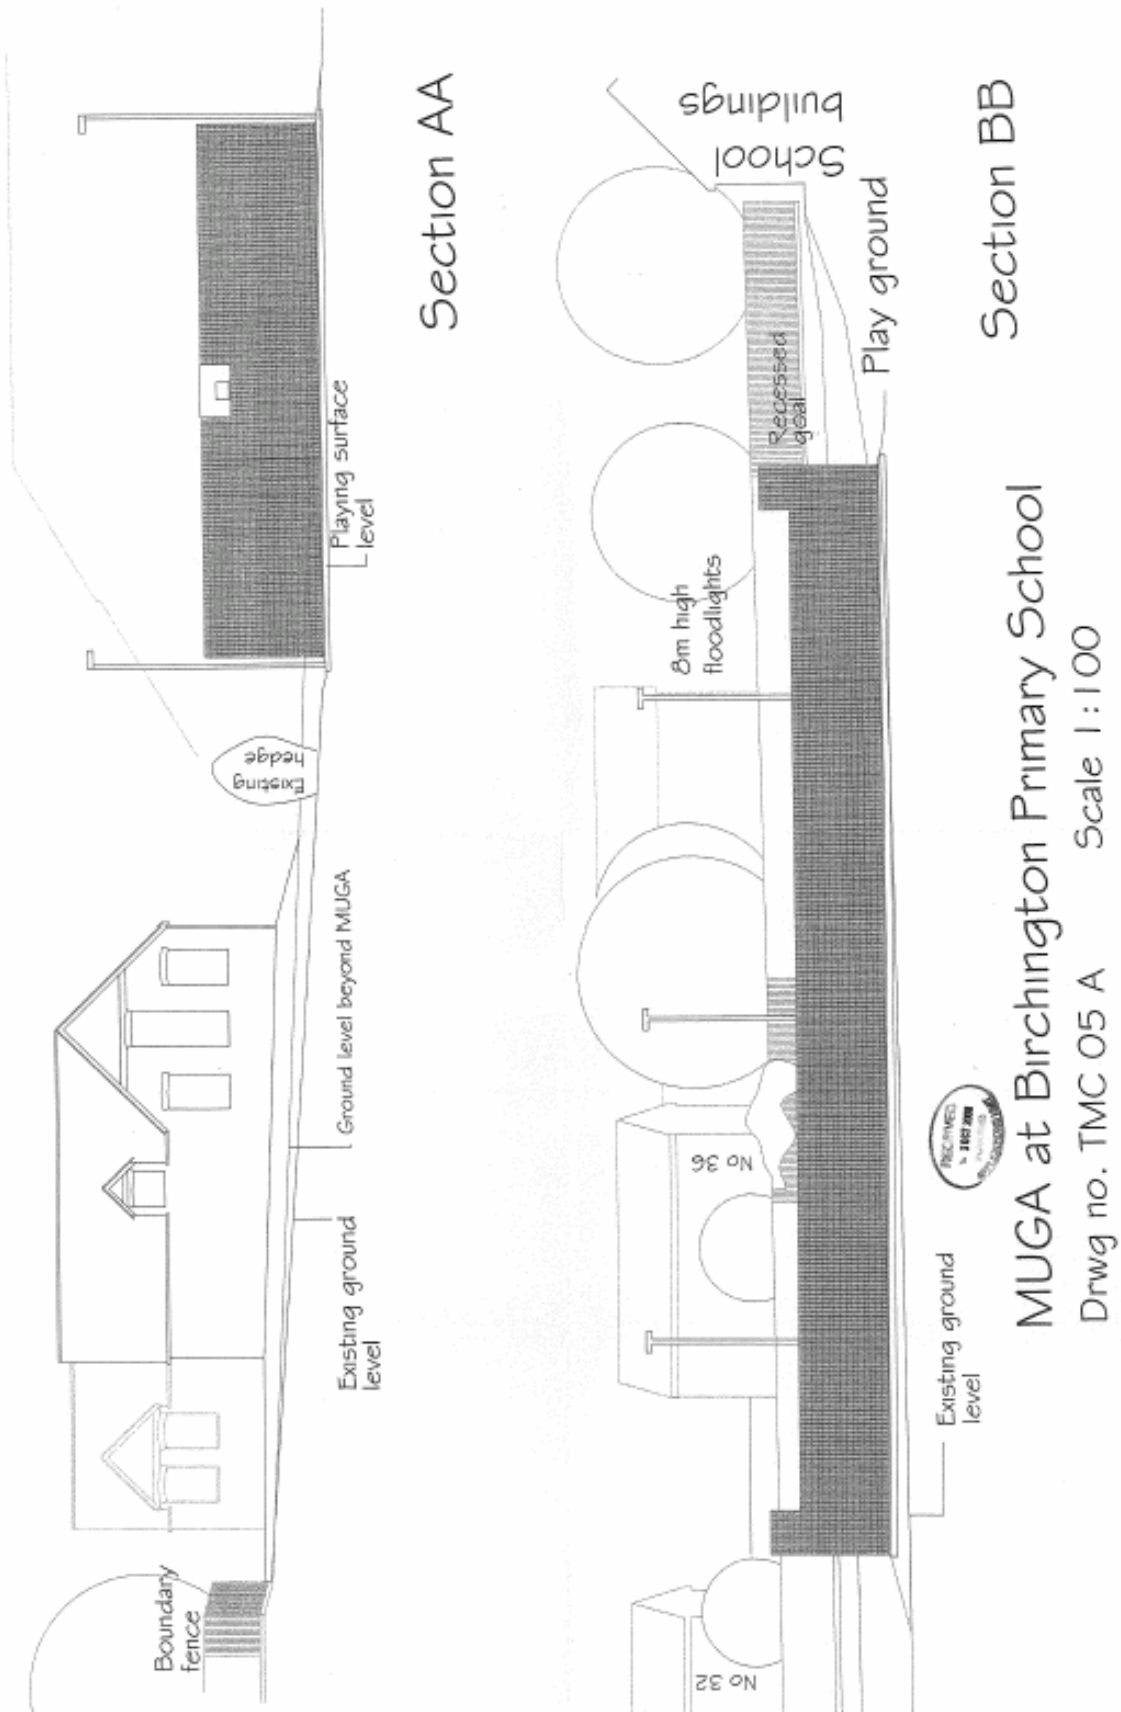 Boundary
fence
Existing ground
level
Ground level beyond MUGA
Existing
hedge
Playing surface
level
Section AA
No 32
No 36
8m high
floodlights
Recessed
goal
School
buildings
Play ground
Existing ground
level
Section BB
RECEIVED
MUGA at Birchington Primary School
Drwg no. TMC 05 A Scale 1:100